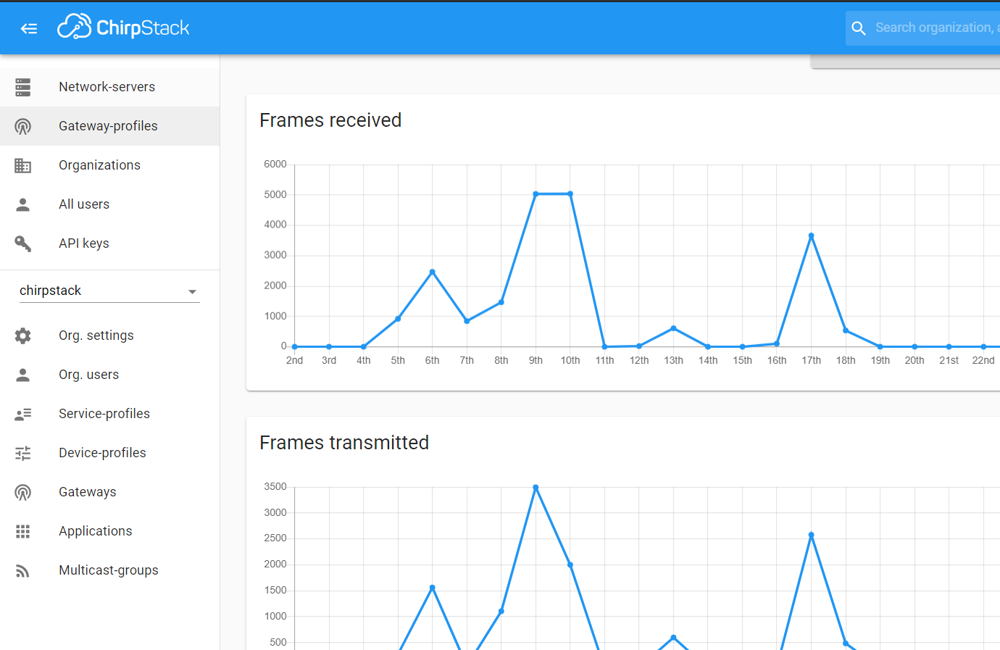 ChirpStack
Search organization, a
Network-servers
Gateway-profiles
Organizations
All users
API keys
chirpstack
Org. settings
Org. users
Service-profiles
Device-profiles
Gateways
Applications
Multicast-groups
Frames received
6000
5000
4000
3000
2000
1000
0
2nd 3rd 4th 5th 6th 7th 8th 9th 10th 11th 12th 13th 14th 15th 16th 17th 18th 19th 20th 21st 22nd
Frames transmitted
3500
3000
2500
2000
1500
1000
500